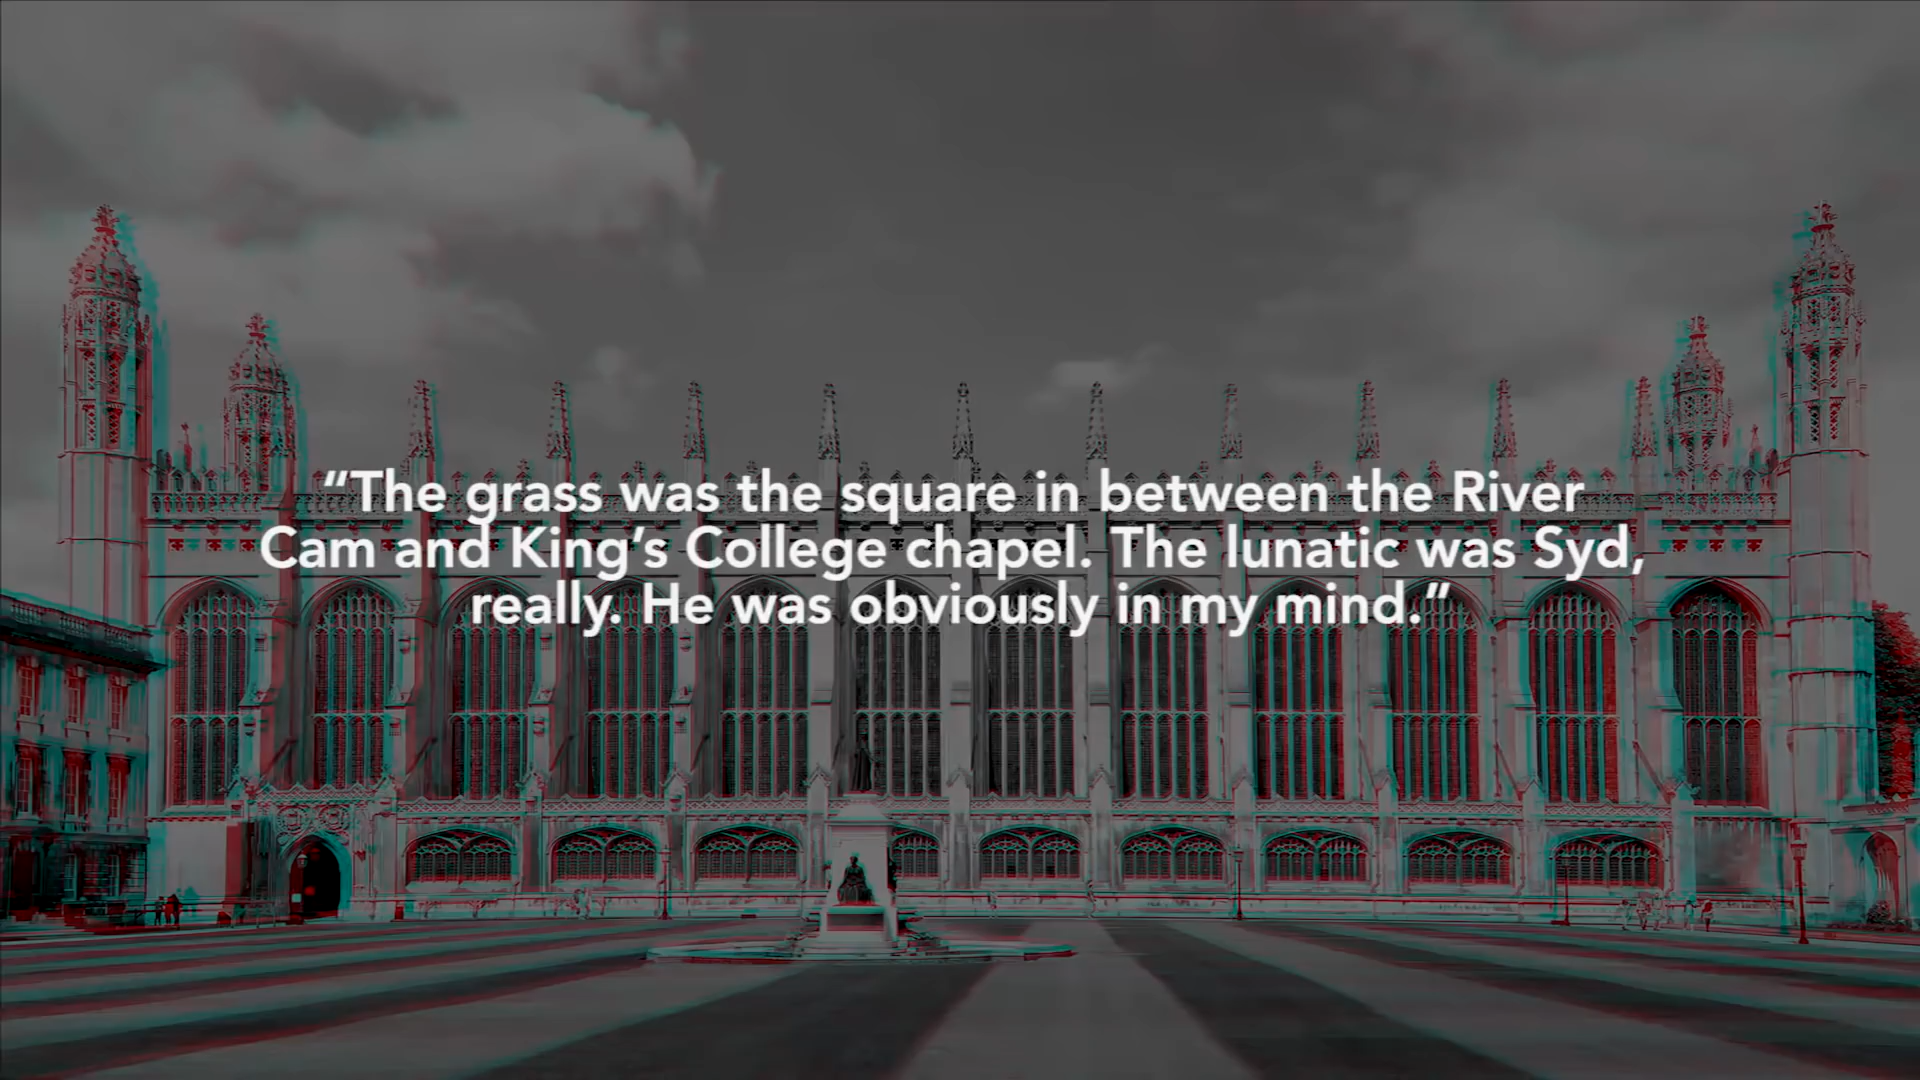 “The grass was the square in between the River
Cam and King’s College chapel. The lunatic was Syd,
really. He was obviously in my mind.”